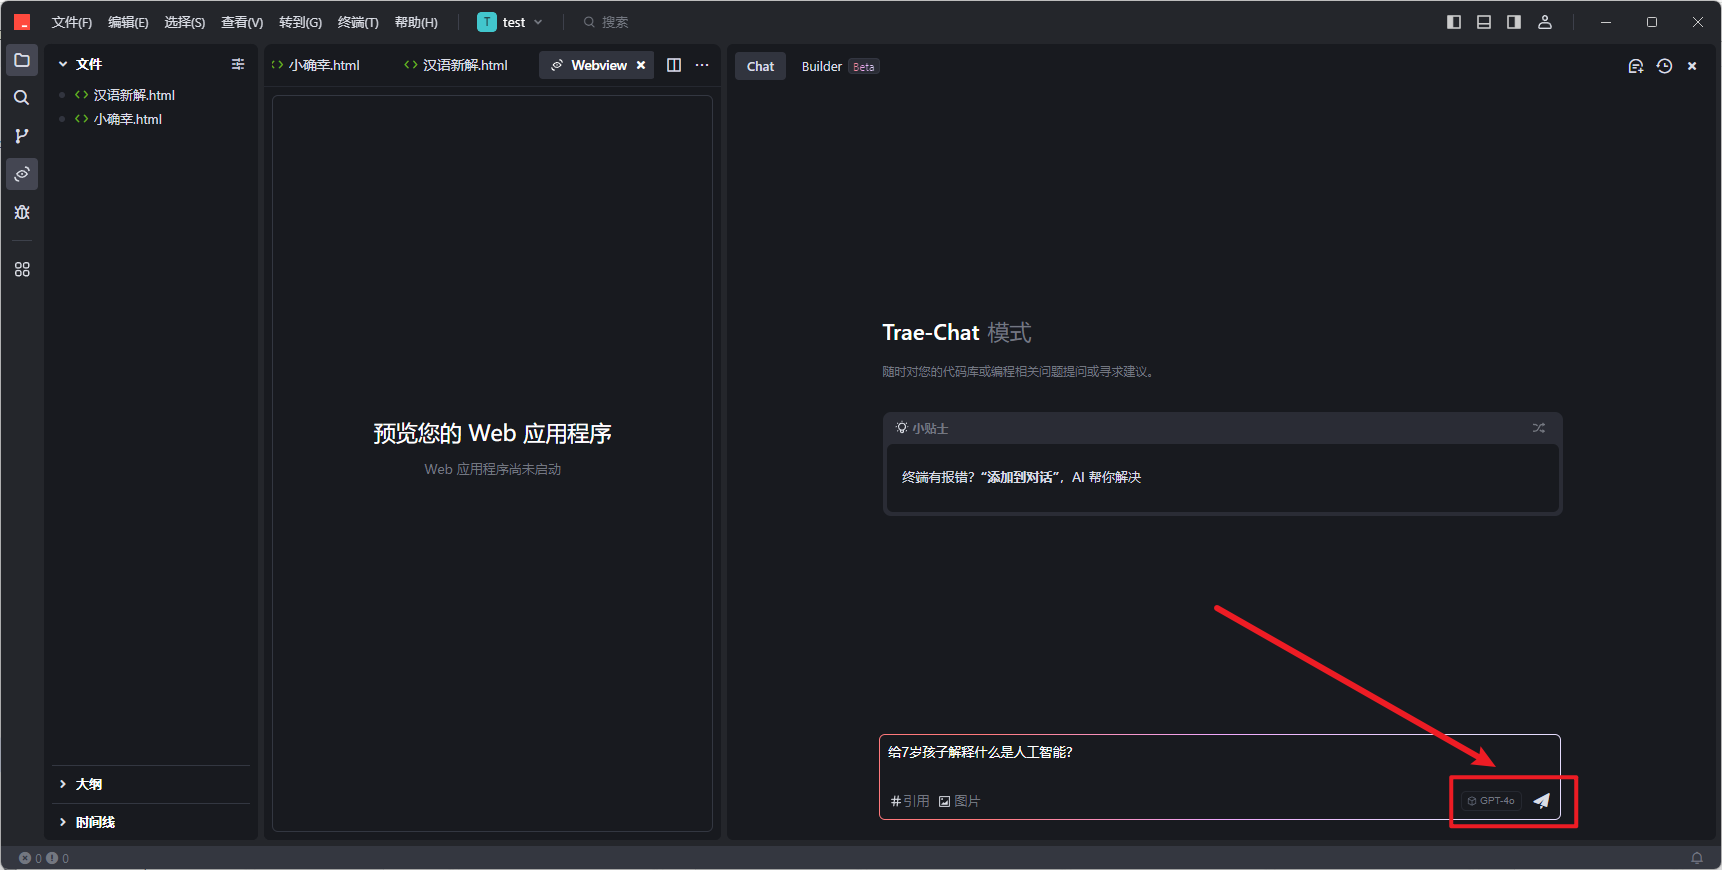 文件(F) 编辑(E) 选择(S) 查看(V) 转到(G) 终端(T) 帮助(H) T test 搜索
文件
汉语新解.html
小确幸.html
大纲
时间线
小确幸.html 汉语新解.html Webview
预览您的 Web 应用程序
Web 应用程序尚未启动
Chat Builder Beta
Trae-Chat 模式
随时对您的代码库或编程相关问题提问或寻求建议。
小贴士
终端有报错？“添加到对话”，AI 帮你解决
给7岁孩子解释什么是人工智能?
#引用 图片 GPT-4o
0 0